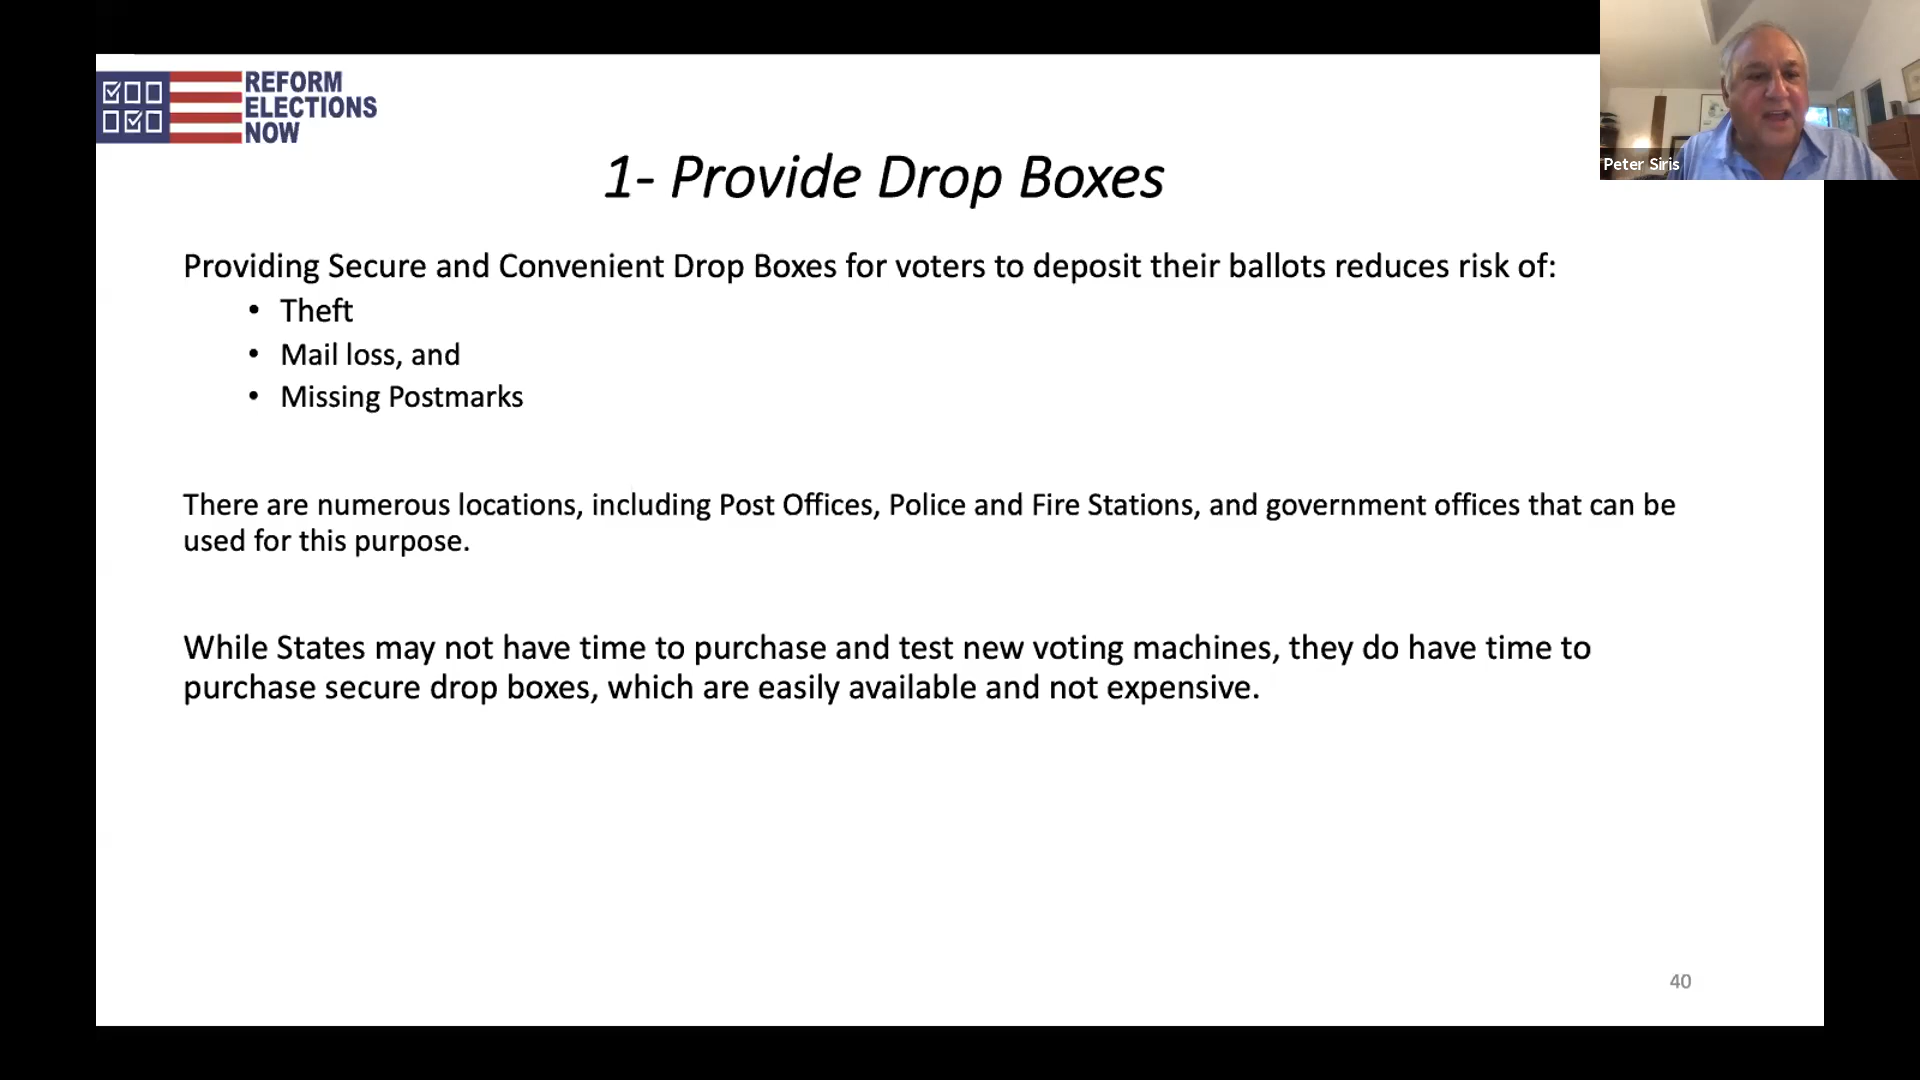 REFORM
ELECTIONS
NOW
Peter Siris
1- Provide Drop Boxes
Providing Secure and Convenient Drop Boxes for voters to deposit their ballots reduces risk of:
• Theft
• Mail loss, and
• Missing Postmarks
There are numerous locations, including Post Offices, Police and Fire Stations, and government offices that can be
used for this purpose.
While States may not have time to purchase and test new voting machines, they do have time to
purchase secure drop boxes, which are easily available and not expensive.
40